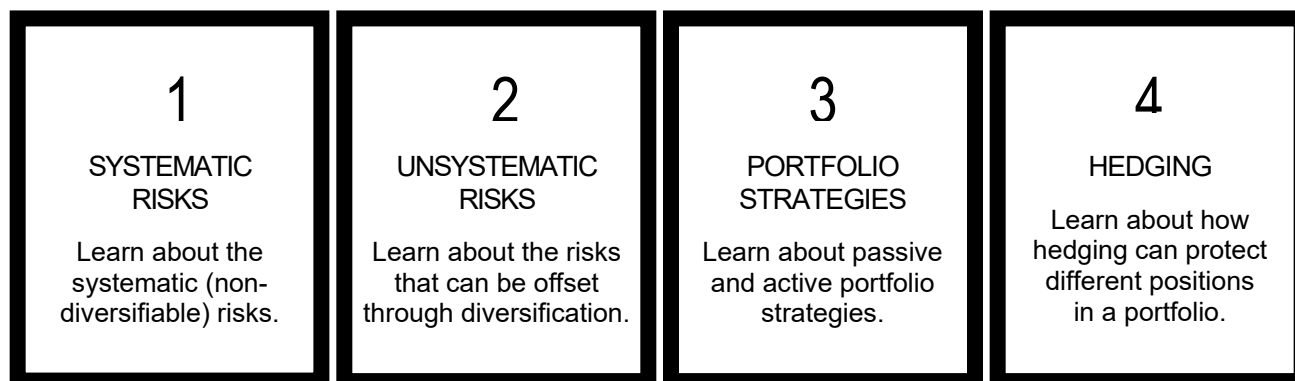 1
SYSTEMATIC
RISKS
Learn about the
systematic (non-
diversifiable) risks.
2
UNSYSTEMATIC
RISKS
Learn about the risks
that can be offset
through diversification.
3
PORTFOLIO
STRATEGIES
Learn about passive
and active portfolio
strategies.
4
HEDGING
Learn about how
hedging can protect
different positions
in a portfolio.